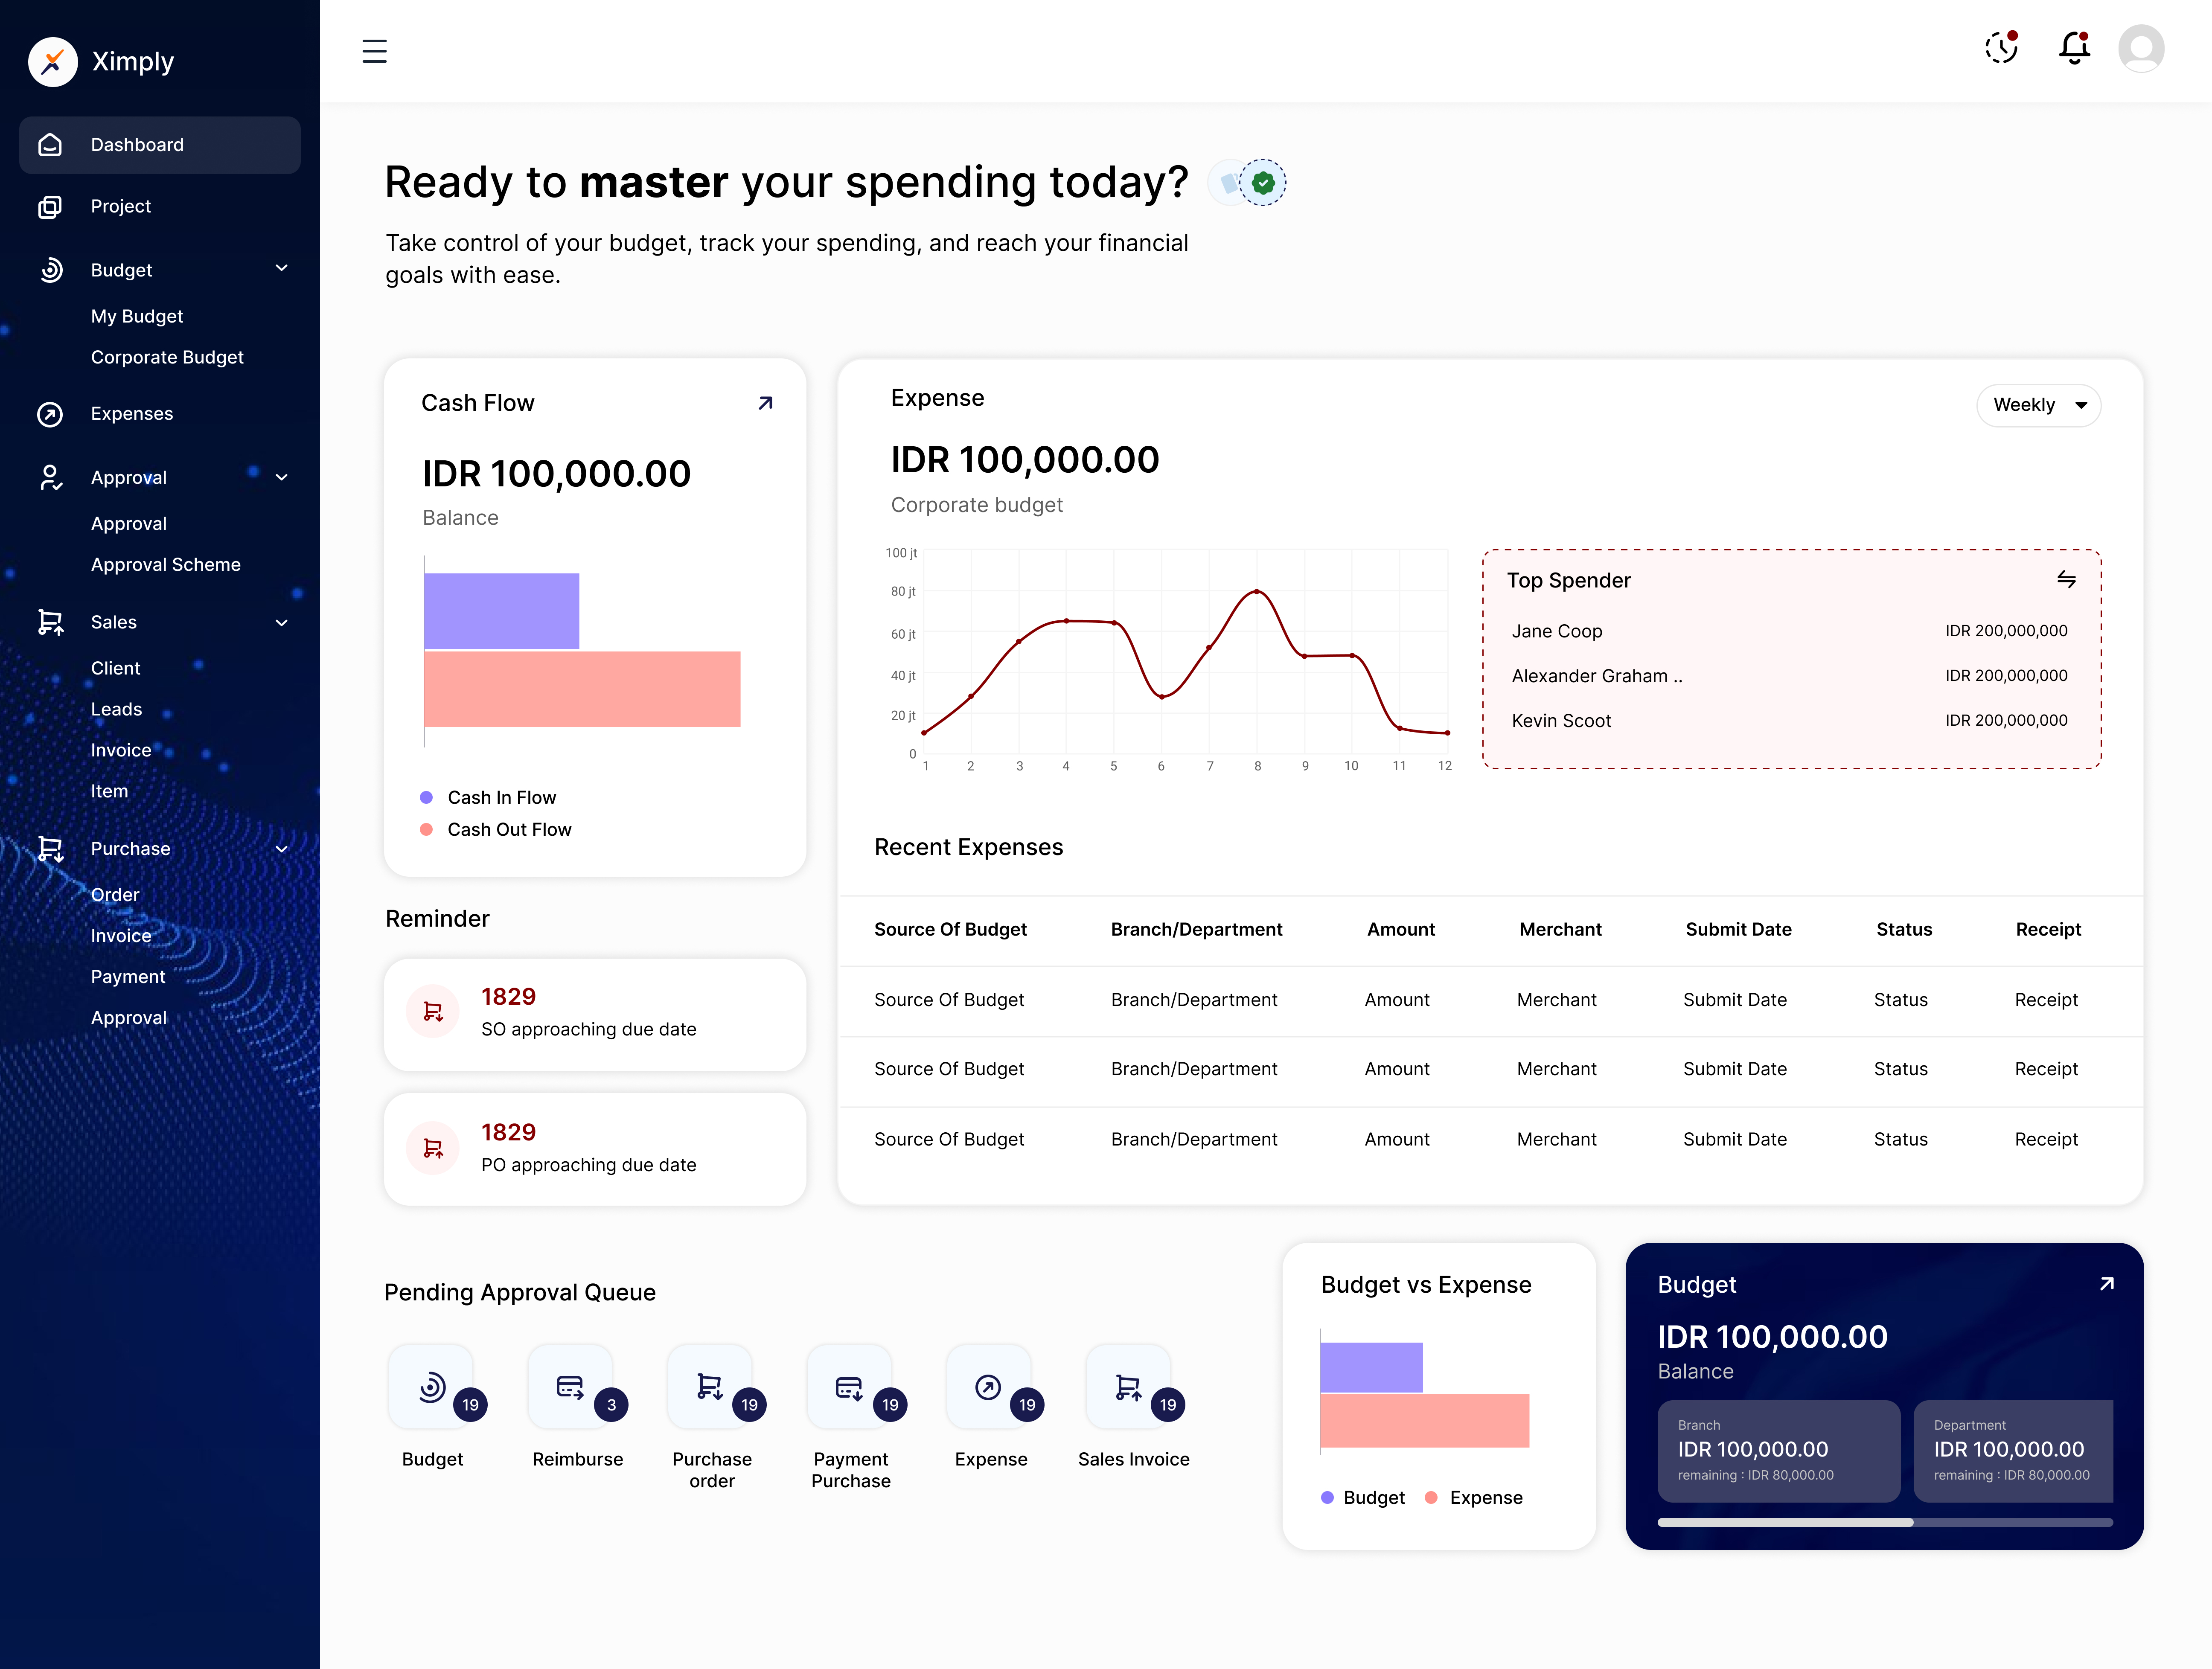 Ximply
Dashboard
Project
Budget
My Budget
Corporate Budget
Expenses
Approval
Approval
Approval Scheme
Sales
Client
Leads
Invoice
Item
Purchase
Order
Invoice
Payment
Approval
Ready to master your spending today?
Take control of your budget, track your spending, and reach your financial
goals with ease.
Cash Flow
IDR 100,000.00
Balance
Cash In Flow
Cash Out Flow
Reminder
1829
SO approaching due date
1829
PO approaching due date
Expense
Weekly
IDR 100,000.00
Corporate budget
100 jt
80 jt
60 jt
40 jt
20 jt
0
1 2 3 4 5 6 7 8 9 10 11 12
Top Spender
Jane Coop IDR 200,000,000
Alexander Graham .. IDR 200,000,000
Kevin Scoot IDR 200,000,000
Recent Expenses
Source Of Budget Branch/Department Amount Merchant Submit Date Status Receipt
Source Of Budget Branch/Department Amount Merchant Submit Date Status Receipt
Source Of Budget Branch/Department Amount Merchant Submit Date Status Receipt
Source Of Budget Branch/Department Amount Merchant Submit Date Status Receipt
Pending Approval Queue
19 3 19 19 19 19
Budget
Reimburse
Purchase
order
Payment
Purchase
Expense
Sales Invoice
Budget vs Expense
Budget Expense
Budget
IDR 100,000.00
Balance
Branch
IDR 100,000.00
remaining : IDR 80,000.00
Department
IDR 100,000.00
remaining : IDR 80,000.00